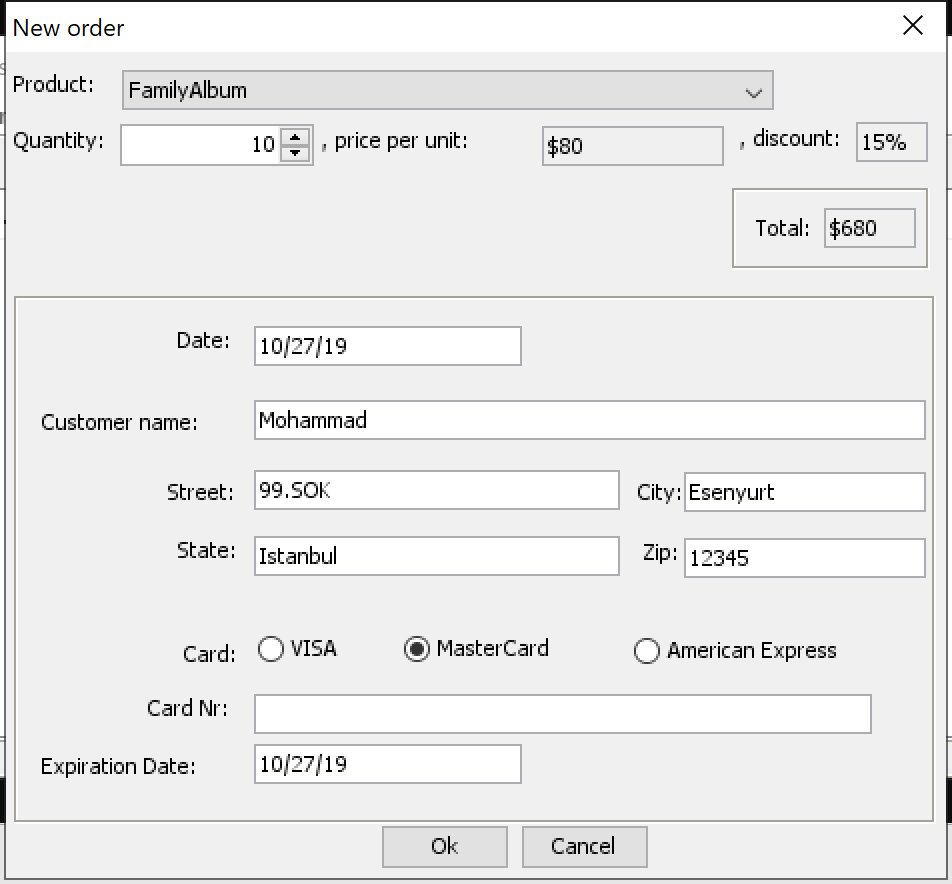 New order
Product: FamilyAlbum
Quantity: 10 , price per unit: $80 , discount: 15%
Total: $680
Date: 10/27/19
Customer name: Mohammad
Street: 99.SOK City: Esenyurt
State: Istanbul Zip: 12345
Card: VISA MasterCard American Express
Card Nr:
Expiration Date: 10/27/19
Ok Cancel